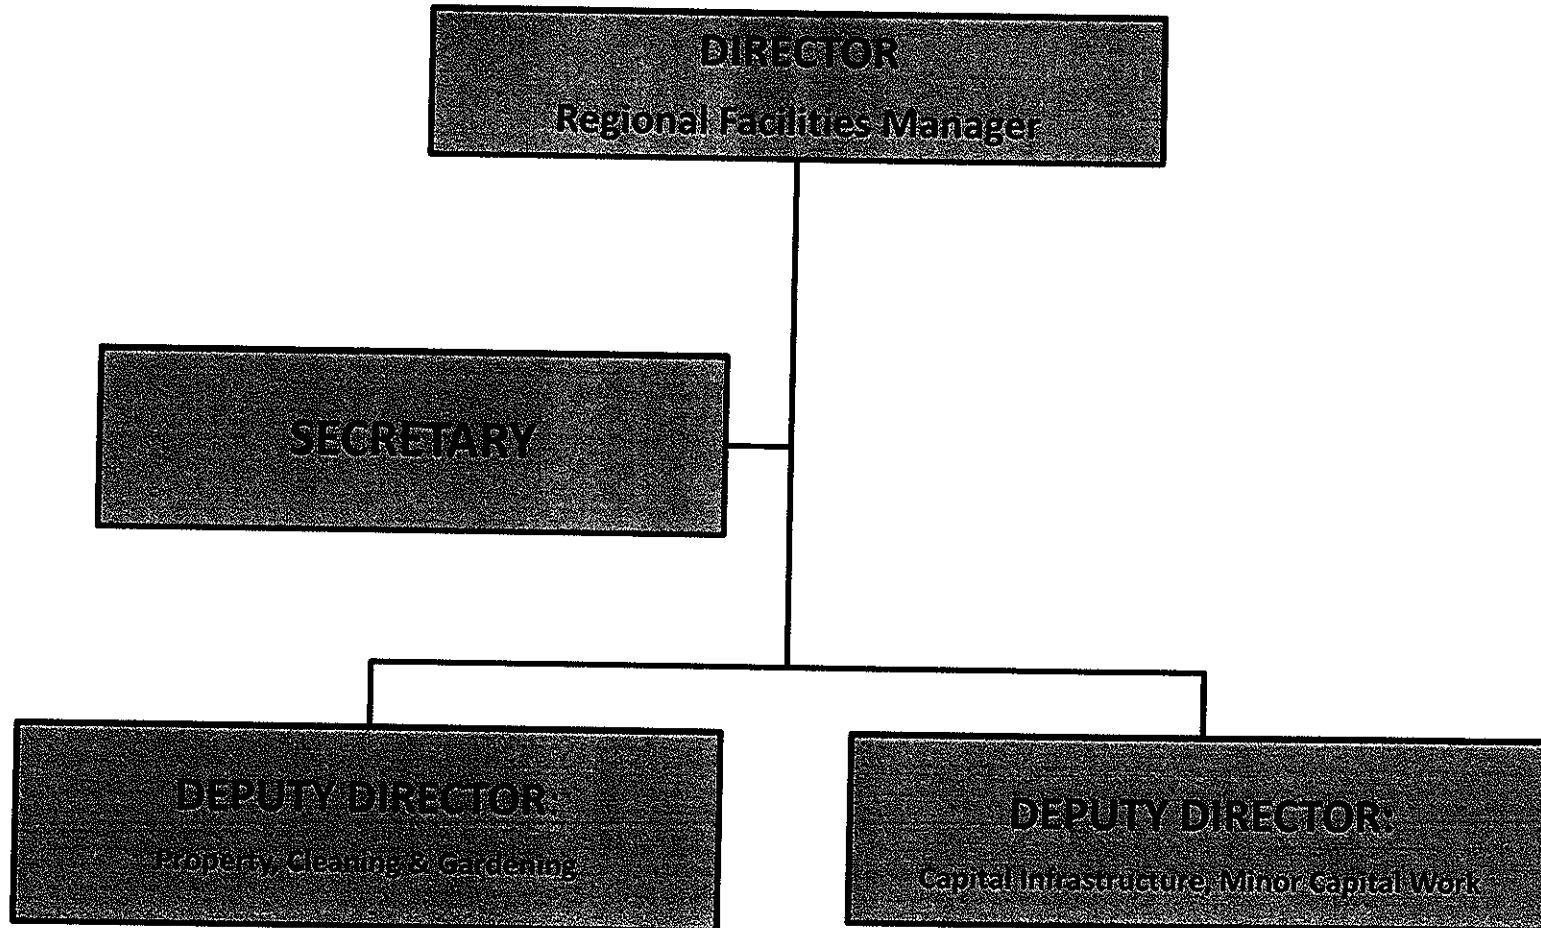 DIRECTOR
Regional Facilities Manager
SECRETARY
DEPUTY DIRECTOR:
Property, Cleaning & Gardening
DEPUTY DIRECTOR:
Capital Infrastructure, Minor Capital Work